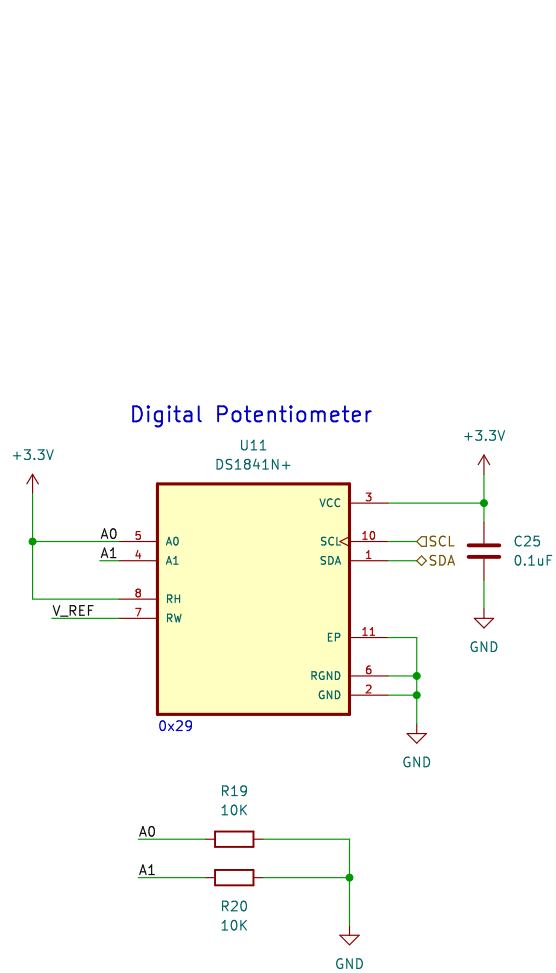 Digital Potentiometer
U11
DS1841N+
+3.3V
+3.3V
VCC 3
A0 5 A0
SCL 10 SCL
A1 4 A1
SDA 1 SDA
C25
0.1uF
8 RH
V_REF 7 RW
GND
EP 11
RGND 6
GND 2
0x29
GND
R19
10K
A0
A1
R20
10K
GND